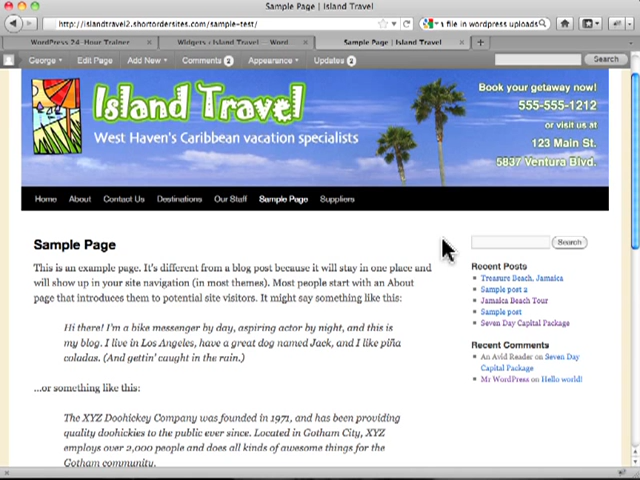 Sample Page | Island Travel
http://islandtravel2.shortordersites.com/sample-test/
file in wordpress uploads
WordPress 24-Hour Trainer
Widgets ‹ Island Travel — Word...
Sample Page | Island Travel
George
Edit Page
Add New
Comments 2
Appearance
Updates 2
Search
Island Travel
West Haven's Caribbean vacation specialists
Book your getaway now!
555-555-1212
or visit us at
123 Main St.
5837 Ventura Blvd.
Home
About
Contact Us
Destinations
Our Staff
Sample Page
Suppliers
Sample Page
This is an example page. It's different from a blog post because it will stay in one place and
will show up in your site navigation (in most themes). Most people start with an About
page that introduces them to potential site visitors. It might say something like this:
Hi there! I'm a bike messenger by day, aspiring actor by night, and this is
my blog. I live in Los Angeles, have a great dog named Jack, and I like piña
coladas. (And gettin' caught in the rain.)
...or something like this:
The XYZ Doohickey Company was founded in 1971, and has been providing
quality doohickies to the public ever since. Located in Gotham City, XYZ
employs over 2,000 people and does all kinds of awesome things for the
Gotham community.
Search
Recent Posts
Treasure Beach, Jamaica
Sample post 2
Jamaica Beach Tour
Sample post
Seven Day Capital Package
Recent Comments
An Avid Reader on Seven Day
Capital Package
Mr WordPress on Hello world!